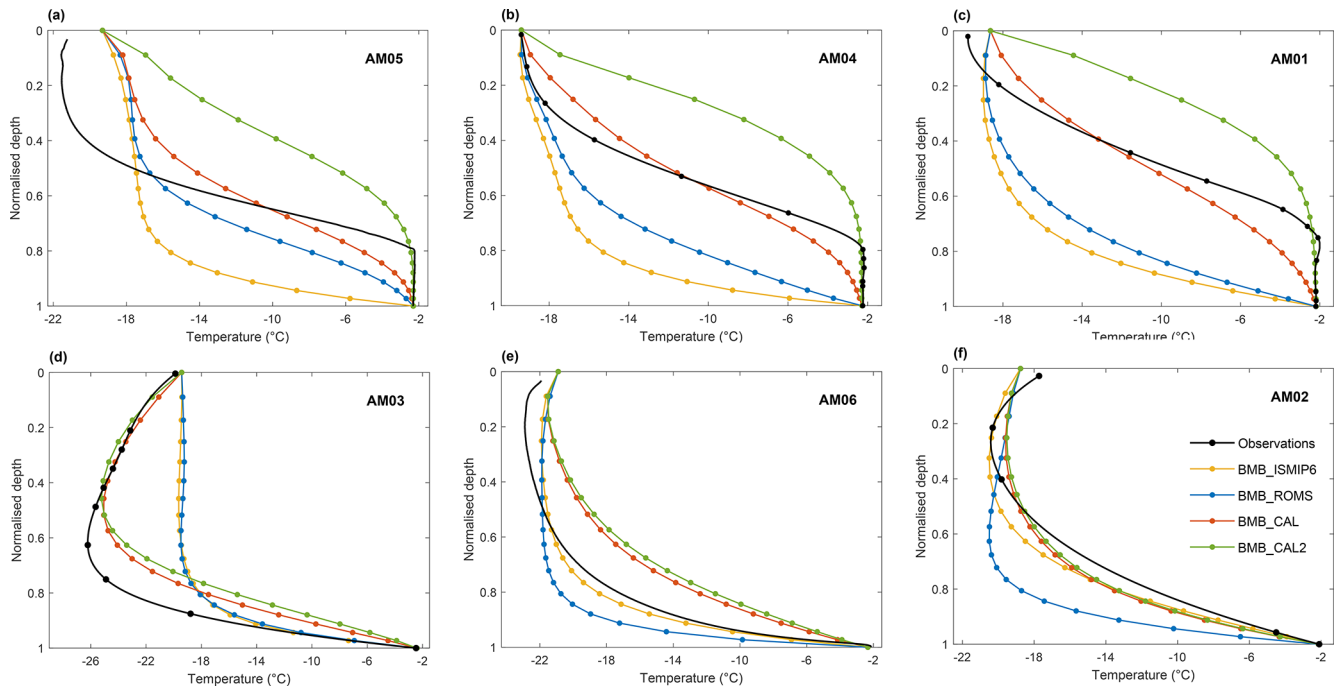 (a)
AM05
0
0.2
0.4
0.6
0.8
1
Normalised depth
-22 -18 -14 -10 -6 -2
Temperature (°C)
(b)
AM04
0
0.2
0.4
0.6
0.8
1
Normalised depth
-18 -14 -10 -6 -2
Temperature (°C)
(c)
AM01
0
0.2
0.4
0.6
0.8
1
Normalised depth
-18 -14 -10 -6 -2
Temperature (°C)
(d)
AM03
0
0.2
0.4
0.6
0.8
1
Normalised depth
-26 -22 -18 -14 -10 -6 -2
Temperature (°C)
(e)
AM06
0
0.2
0.4
0.6
0.8
1
Normalised depth
-22 -18 -14 -10 -6 -2
Temperature (°C)
(f)
AM02
0
0.2
0.4
0.6
0.8
1
Normalised depth
-22 -18 -14 -10 -6 -2
Temperature (°C)
Observations
BMB_ISMIP6
BMB_ROMS
BMB_CAL
BMB_CAL2